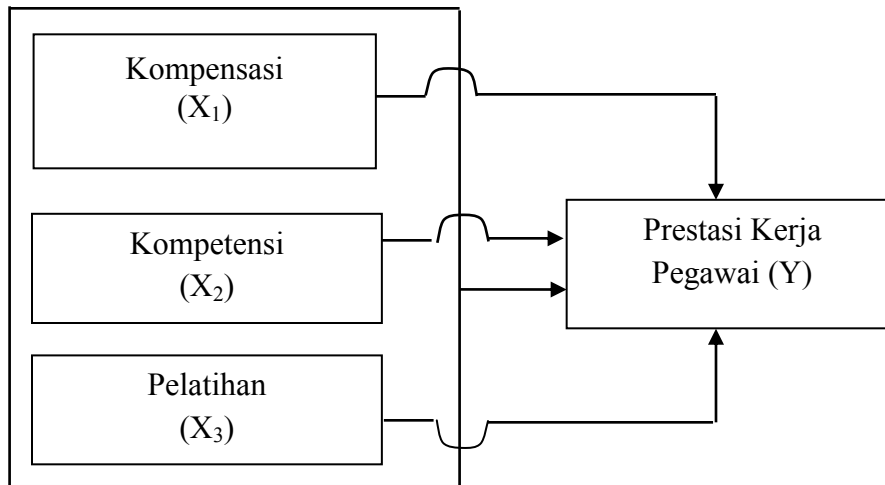 Kompensasi
(X₁)
Kompetensi
(X₂)
Pelatihan
(X₃)
Prestasi Kerja
Pegawai (Y)